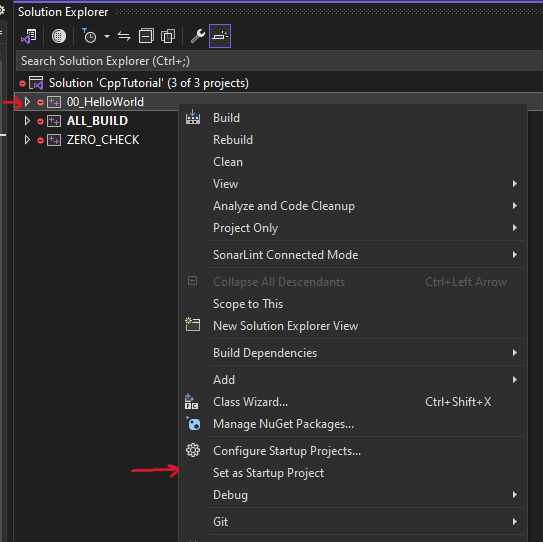 Solution Explorer
Search Solution Explorer (Ctrl+;)
Solution 'CppTutorial' (3 of 3 projects)
00_HelloWorld
ALL_BUILD
ZERO_CHECK
Build
Rebuild
Clean
View
Analyze and Code Cleanup
Project Only
SonarLint Connected Mode
Collapse All Descendants Ctrl+Left Arrow
Scope to This
New Solution Explorer View
Build Dependencies
Add
Class Wizard... Ctrl+Shift+X
Manage NuGet Packages...
Configure Startup Projects...
Set as Startup Project
Debug
Git